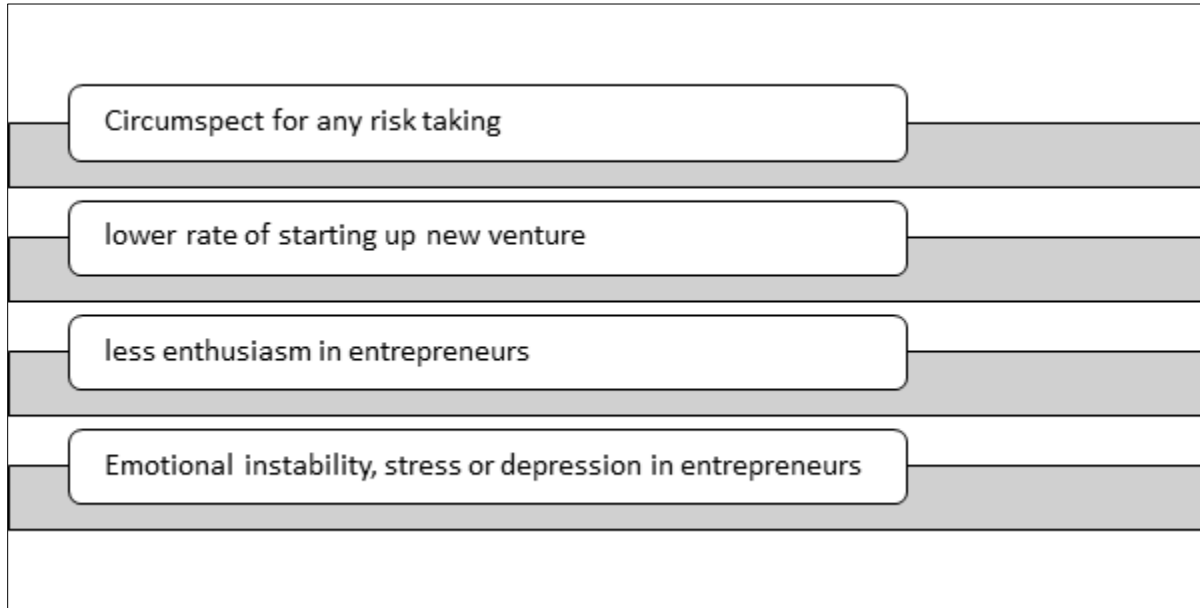 Circumspect for any risk taking
lower rate of starting up new venture
less enthusiasm in entrepreneurs
Emotional instability, stress or depression in entrepreneurs